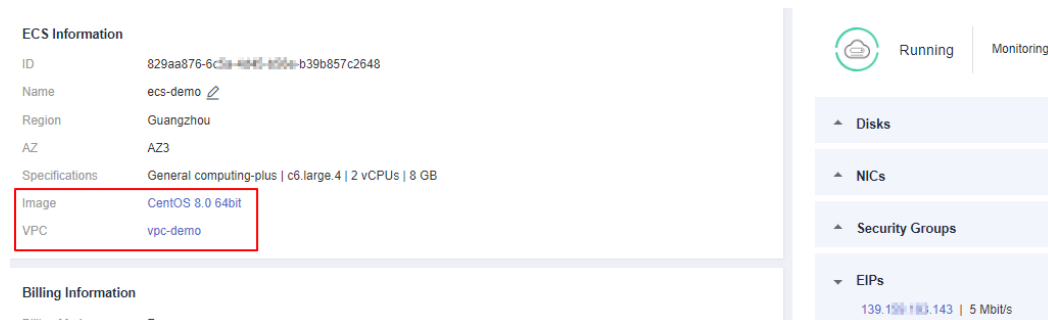 ECS Information
ID 829aa876-6c b39b857c2648
Name ecs-demo
Region Guangzhou
AZ AZ3
Specifications General computing-plus | c6.large.4 | 2 vCPUs | 8 GB
Image CentOS 8.0 64bit
VPC vpc-demo
Billing Information
Running Monitoring
Disks
NICs
Security Groups
EIPs
139.1 .143 | 5 Mbit/s